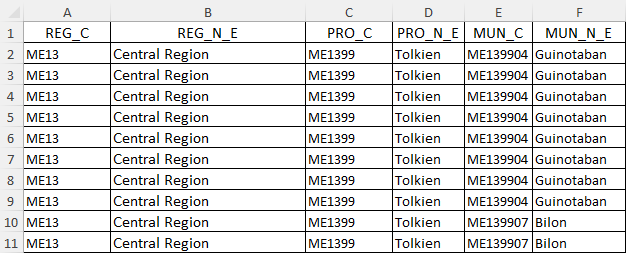 A B C D E F
1 REG_C REG_N_E PRO_C PRO_N_E MUN_C MUN_N_E
2 ME13 Central Region ME1399 Tolkien ME139904 Guinotaban
3 ME13 Central Region ME1399 Tolkien ME139904 Guinotaban
4 ME13 Central Region ME1399 Tolkien ME139904 Guinotaban
5 ME13 Central Region ME1399 Tolkien ME139904 Guinotaban
6 ME13 Central Region ME1399 Tolkien ME139904 Guinotaban
7 ME13 Central Region ME1399 Tolkien ME139904 Guinotaban
8 ME13 Central Region ME1399 Tolkien ME139904 Guinotaban
9 ME13 Central Region ME1399 Tolkien ME139904 Guinotaban
10 ME13 Central Region ME1399 Tolkien ME139907 Bilon
11 ME13 Central Region ME1399 Tolkien ME139907 Bilon